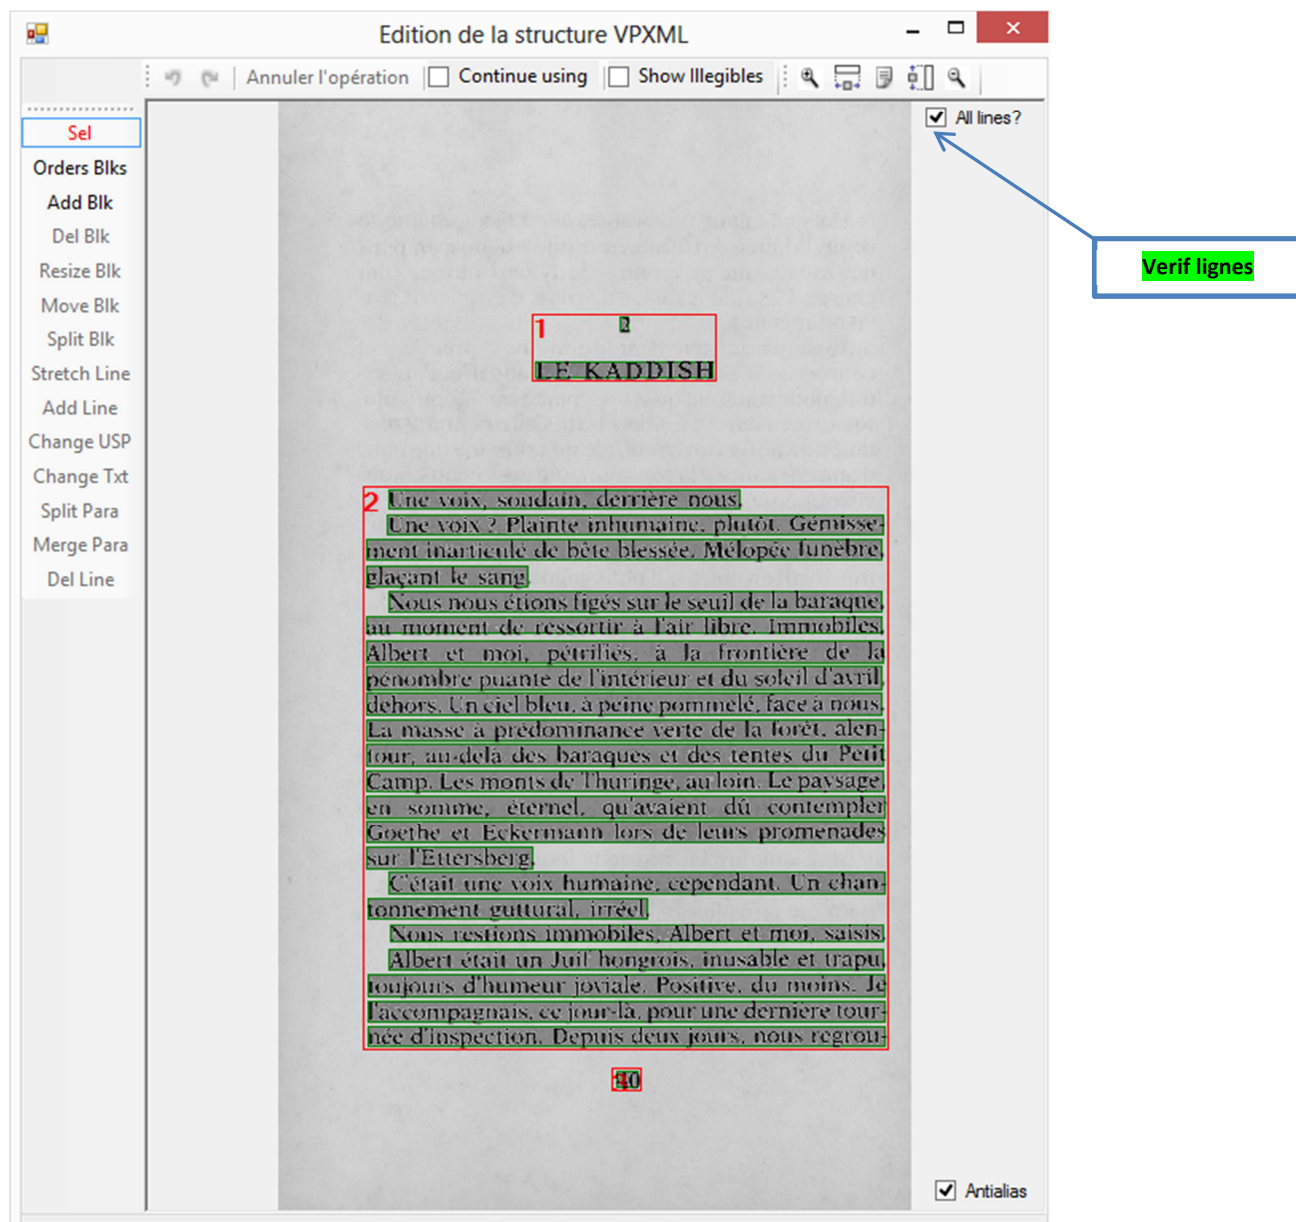 Edition de la structure VPXML
Annuler l'opération Continue using Show Illegibles
All lines?
Sel
Orders Blks
Add Blk
Del Blk
Resize Blk
Move Blk
Split Blk
Stretch Line
Add Line
Change USP
Change Txt
Split Para
Merge Para
Del Line
Verif lignes
1 2
LE KADDISH
2 Une voix, soudain, derrière nous.
Une voix ? Plainte inhumaine, plutôt. Gémisse-
ment inarticulé de bête blessée. Mélopée funèbre,
glaçant le sang.
Nous nous étions figés sur le seuil de la baraque,
au moment de ressortir à l'air libre. Immobiles,
Albert et moi, pétrifiés, à la frontière de la
pénombre puante de l'intérieur et du soleil d'avril,
dehors. Un ciel bleu, à peine pommelé, face à nous.
La masse à prédominance verte de la forêt, alen-
tour, au-delà des baraques et des tentes du Petit
Camp. Les monts de Thuringe, au loin. Le paysage,
en somme, éternel, qu'avaient dû contempler
Goethe et Eckermann lors de leurs promenades
sur l'Ettersberg.
C'était une voix humaine, cependant. Un chan-
tonnement guttural, irréel.
Nous restions immobiles, Albert et moi, saisis.
Albert était un Juif hongrois, inusable et trapu,
toujours d'humeur joviale. Positive, du moins. Je
l'accompagnais, ce jour-là, pour une dernière tour-
née d'inspection. Depuis deux jours, nous regrou-
Antialias